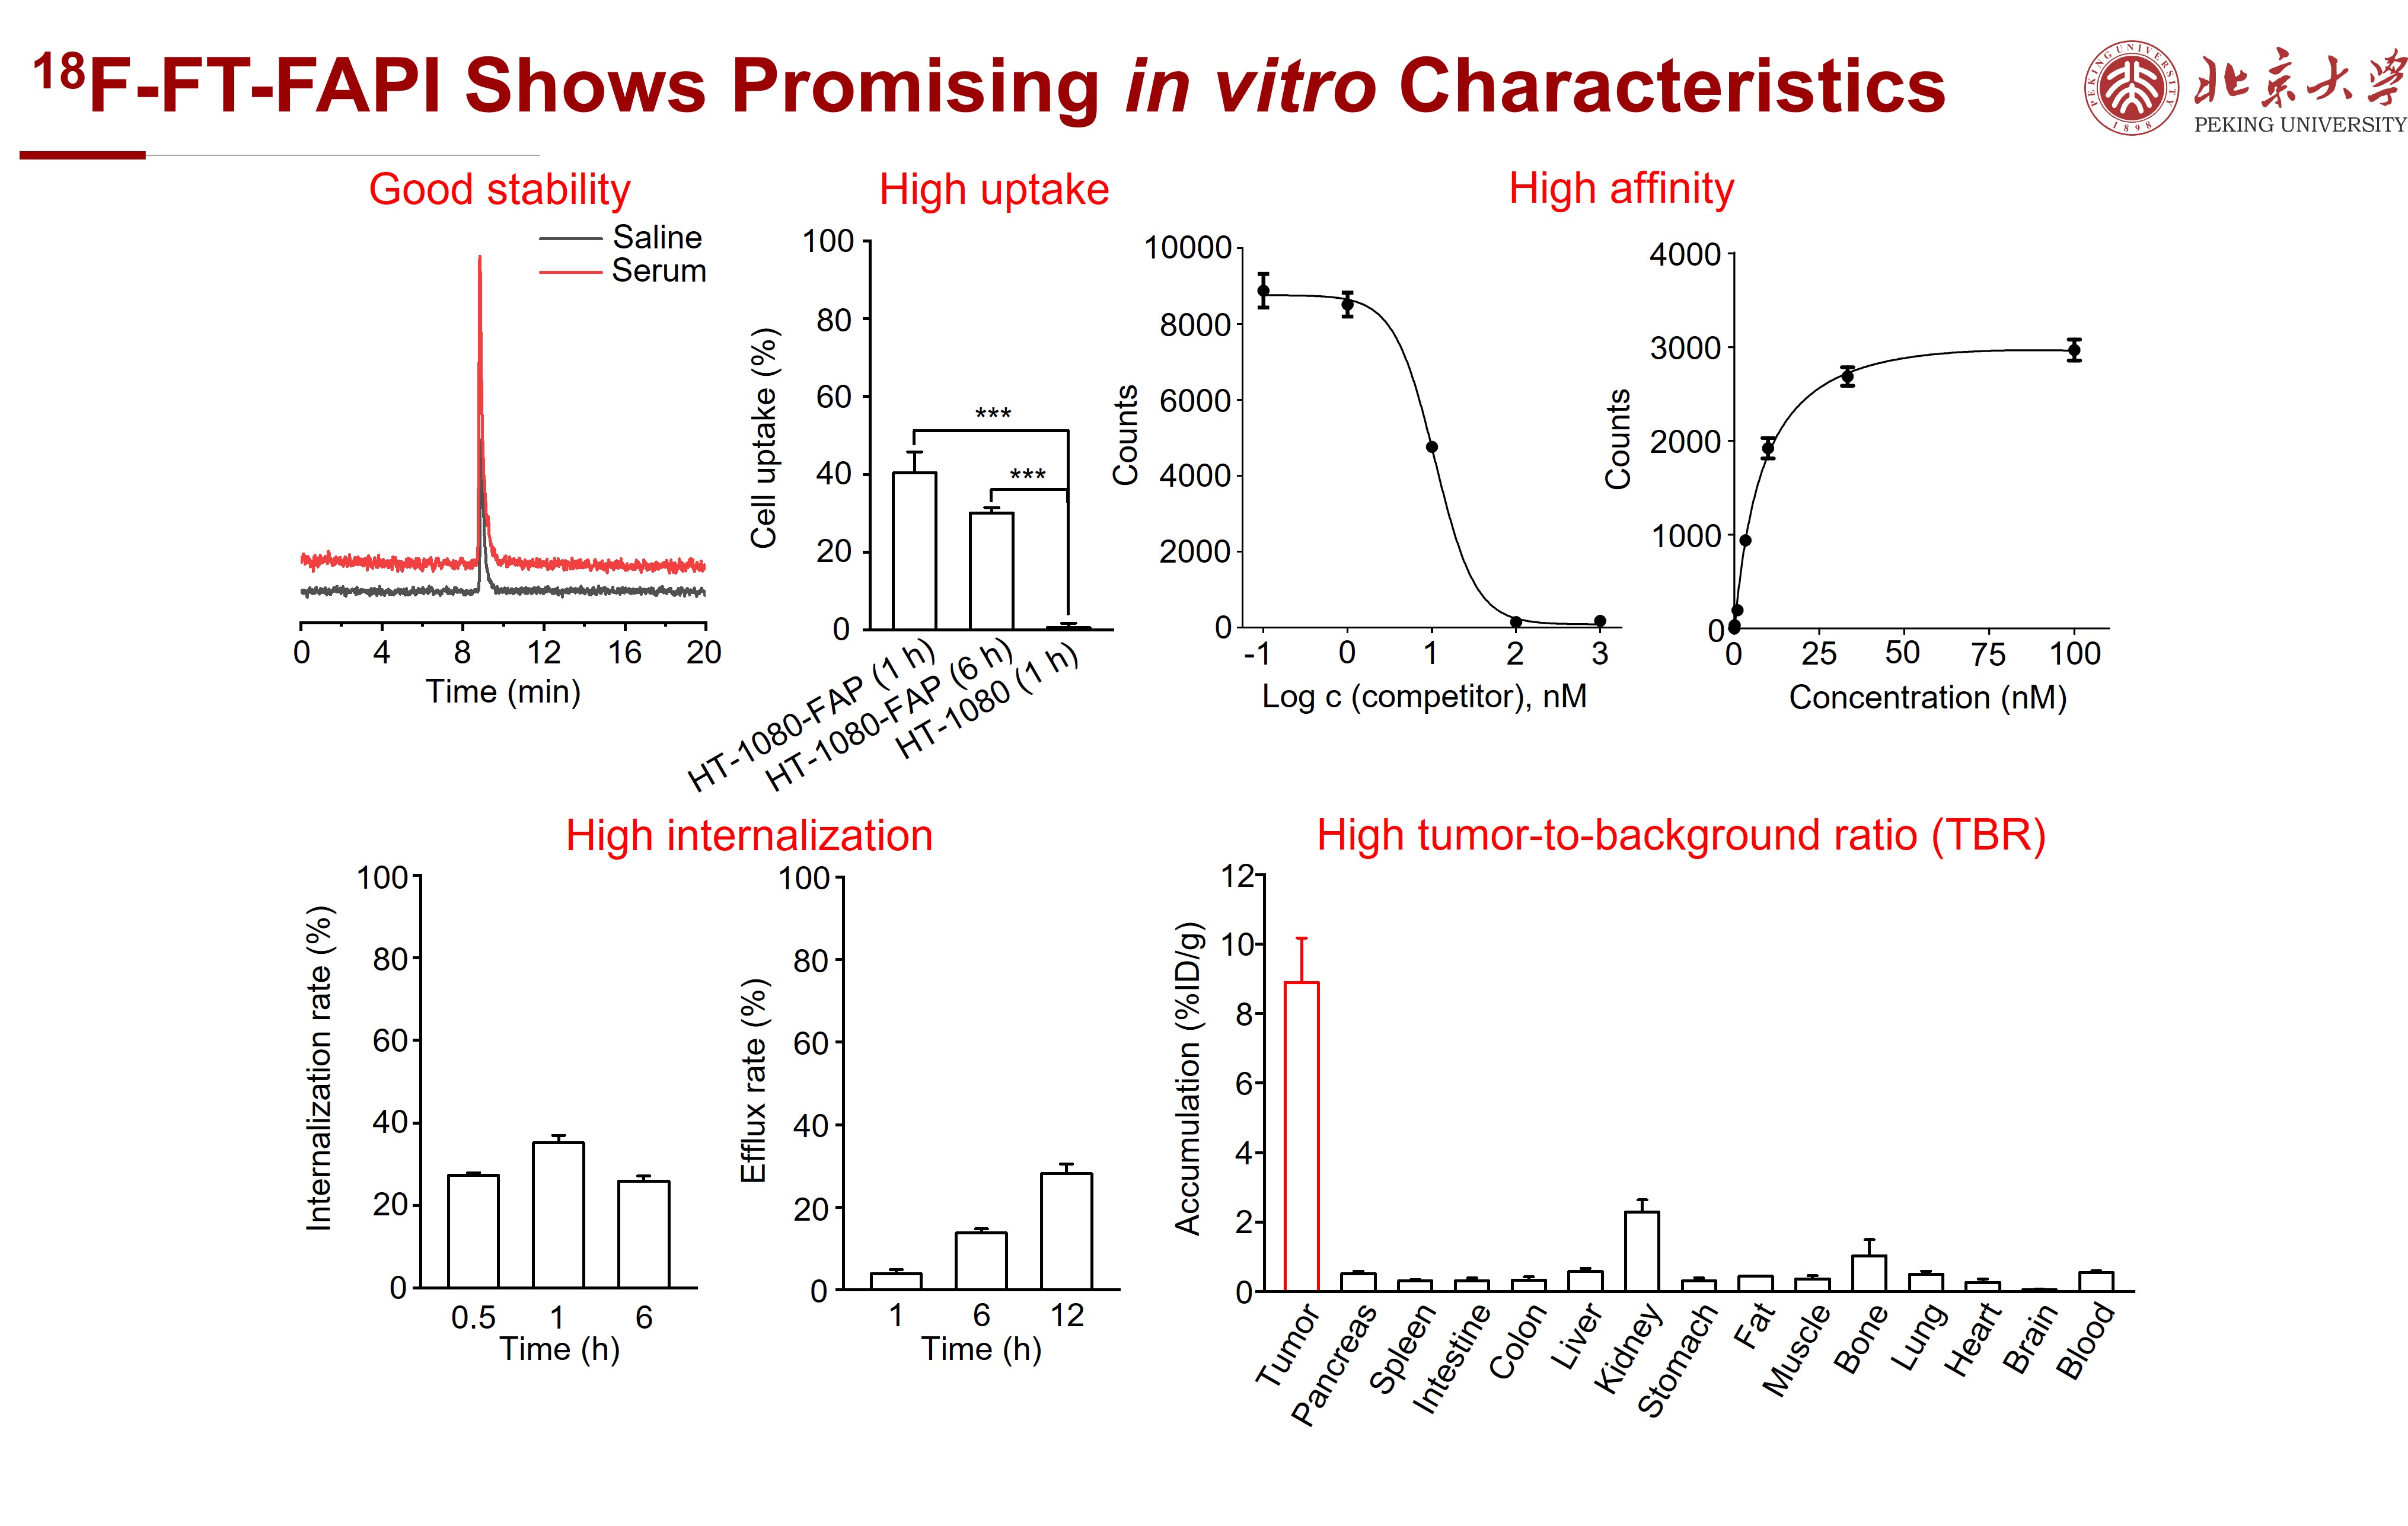 ¹⁸F-FT-FAPI Shows Promising in vitro Characteristics
PEKING UNIVERSITY
1898
北京大学
PEKING UNIVERSITY
Good stability
Saline
Serum
0 4 8 12 16 20
Time (min)
High uptake
Cell uptake (%)
100
80
60
40
20
0
***
***
HT-1080-FAP (1 h)
HT-1080-FAP (6 h)
HT-1080 (1 h)
High affinity
Counts
10000
8000
6000
4000
2000
0
-1 0 1 2 3
Log c (competitor), nM
Counts
4000
3000
2000
1000
0
0 25 50 75 100
Concentration (nM)
High internalization
Internalization rate (%)
100
80
60
40
20
0
0.5 1 6
Time (h)
Efflux rate (%)
100
80
60
40
20
0
1 6 12
Time (h)
High tumor-to-background ratio (TBR)
Accumulation (%ID/g)
12
10
8
6
4
2
0
Tumor
Pancreas
Spleen
Intestine
Colon
Liver
Kidney
Stomach
Fat
Muscle
Bone
Lung
Heart
Brain
Blood